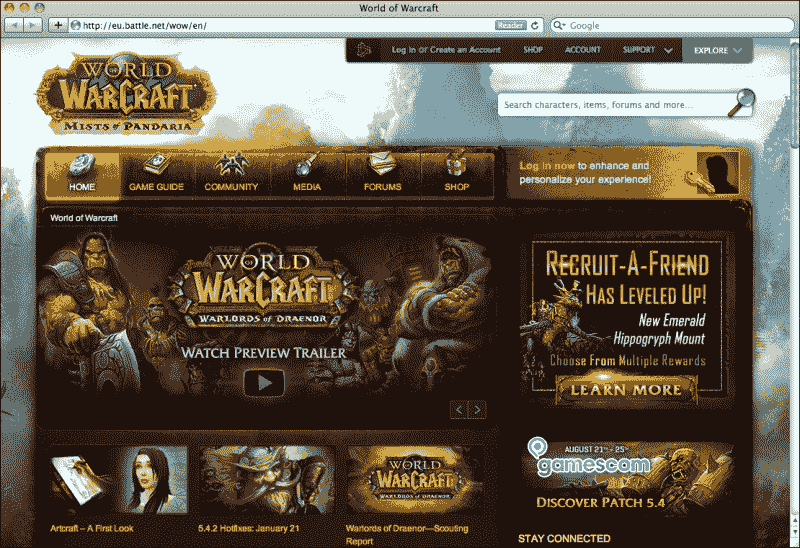 World of Warcraft
http://eu.battle.net/wow/en/
Reader
Google
Log in or Create an Account
SHOP
ACCOUNT
SUPPORT
EXPLORE
WORLD
OF
WARCRAFT
MISTS of PANDARIA
Search characters, items, forums and more...
HOME
GAME GUIDE
COMMUNITY
MEDIA
FORUMS
SHOP
Log in now to enhance and
personalize your experience!
World of Warcraft
WORLD
OF
WARCRAFT
WARLORDS OF DRAENOR
WATCH PREVIEW TRAILER
RECRUIT-A-FRIEND
HAS LEVELED UP!
New Emerald
Hippogryph Mount
Choose From Multiple Rewards
LEARN MORE
WORLD
OF
WARCRAFT
WARLORDS OF DRAENOR
Artcraft – A First Look
5.4.2 Hotfixes: January 21
Warlords of Draenor—Scouting
Report
AUGUST 21ST - 25TH
gamescom
DISCOVER PATCH 5.4
STAY CONNECTED